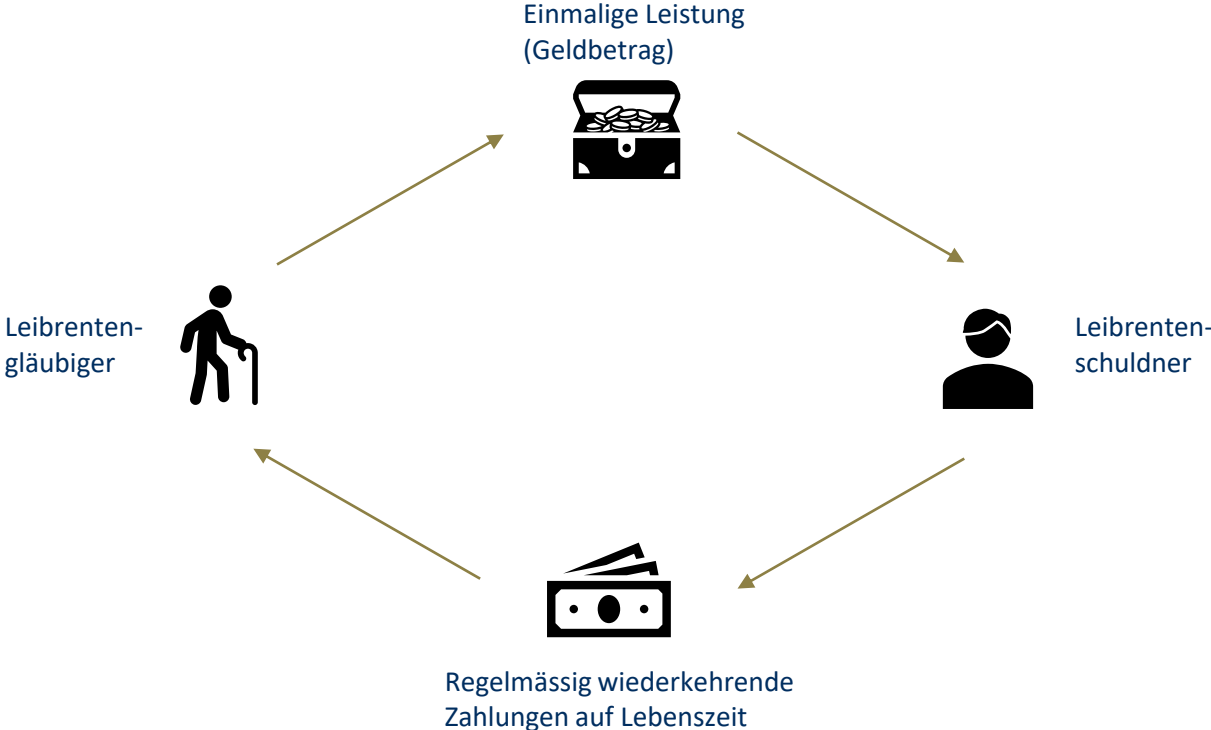 Einmalige Leistung
(Geldbetrag)
Leibrenten-
gläubiger
Leibrenten-
schuldner
Regelmässig wiederkehrende
Zahlungen auf Lebenszeit